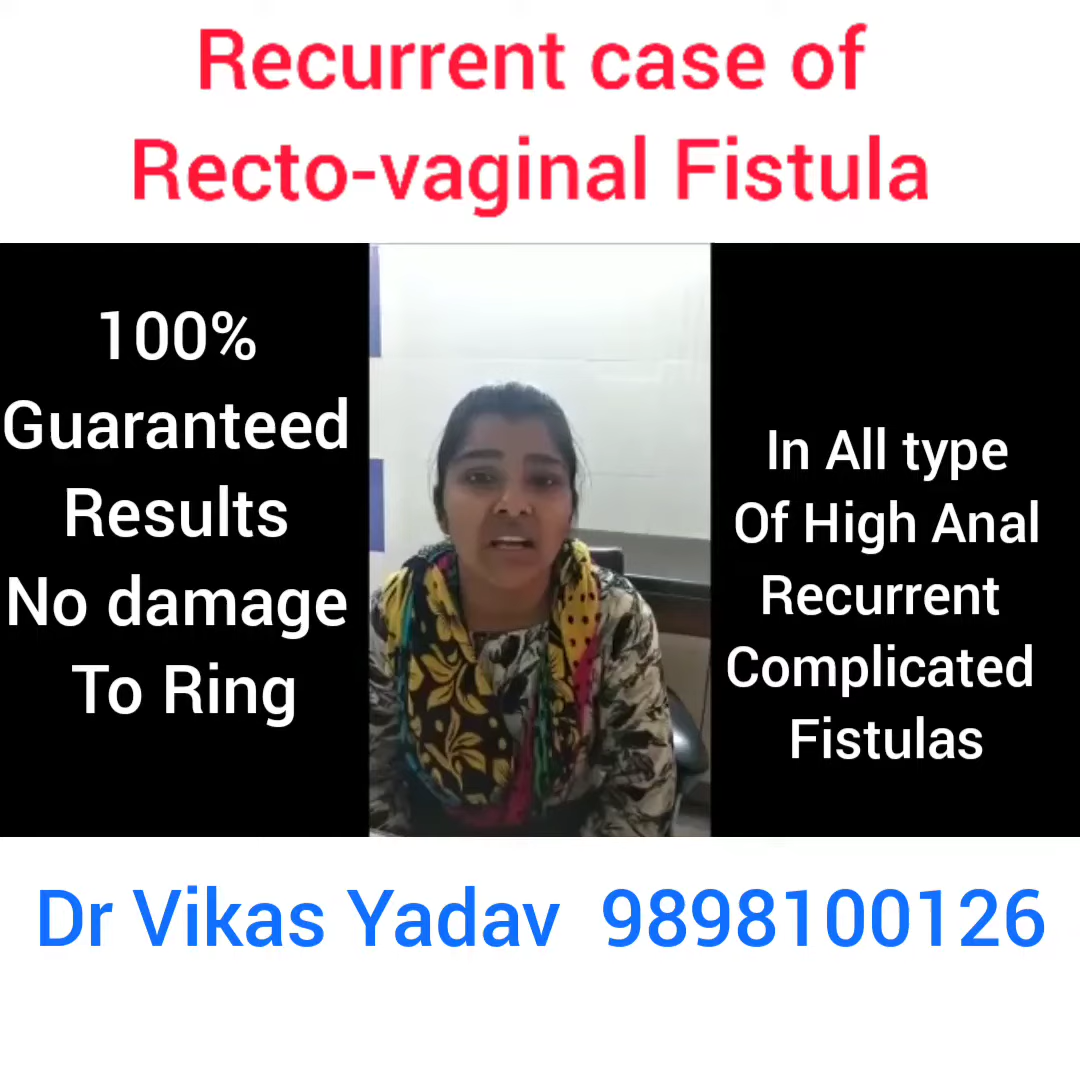 Recurrent case of
Recto-vaginal Fistula
100%
Guaranteed
Results
No damage
To Ring
In All type
Of High Anal
Recurrent
Complicated
Fistulas
Dr Vikas Yadav 9898100126